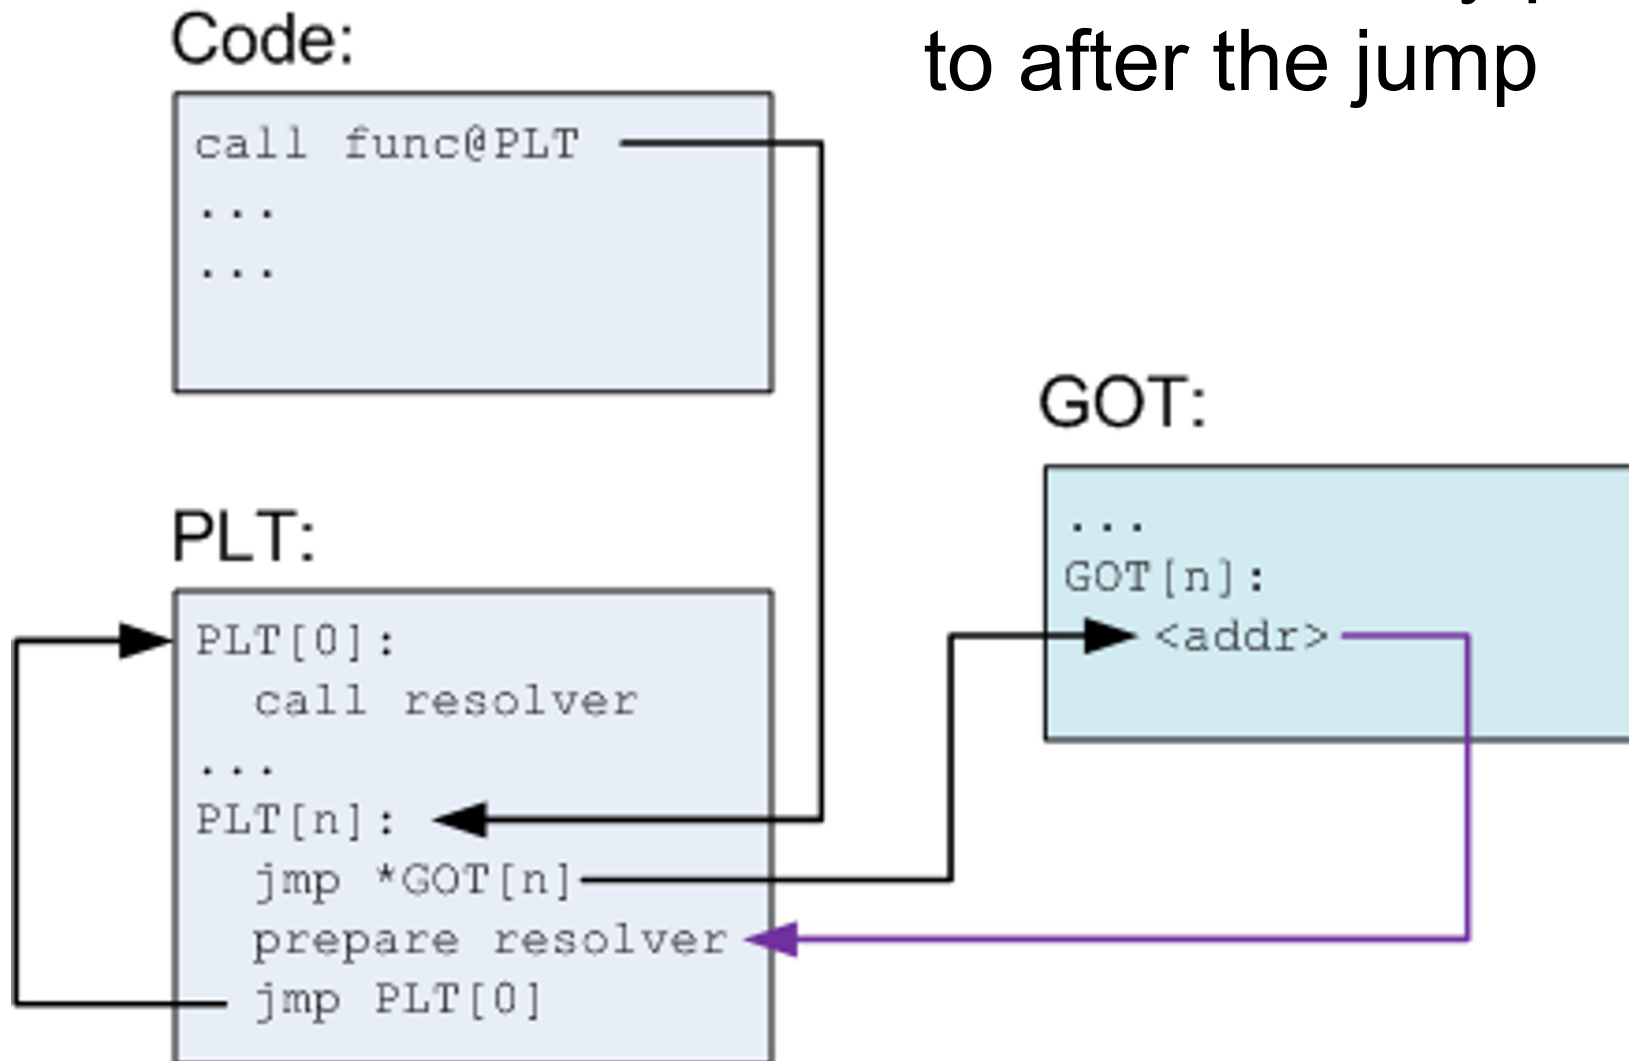 to after the jump
Code:
call func@PLT
...
...
GOT:
...
GOT[n]:
<addr>
PLT:
PLT[0]:
call resolver
...
PLT[n]:
jmp *GOT[n]
prepare resolver
jmp PLT[0]